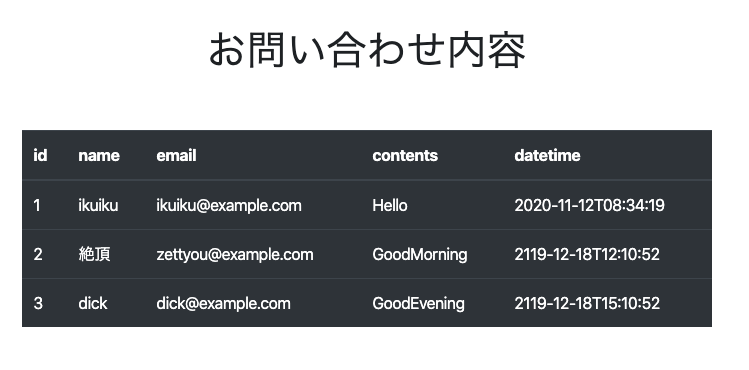 お問い合わせ内容
id name email contents datetime
1 ikuiku ikuiku@example.com Hello 2020-11-12T08:34:19
2 絶頂 zettyou@example.com GoodMorning 2119-12-18T12:10:52
3 dick dick@example.com GoodEvening 2119-12-18T15:10:52